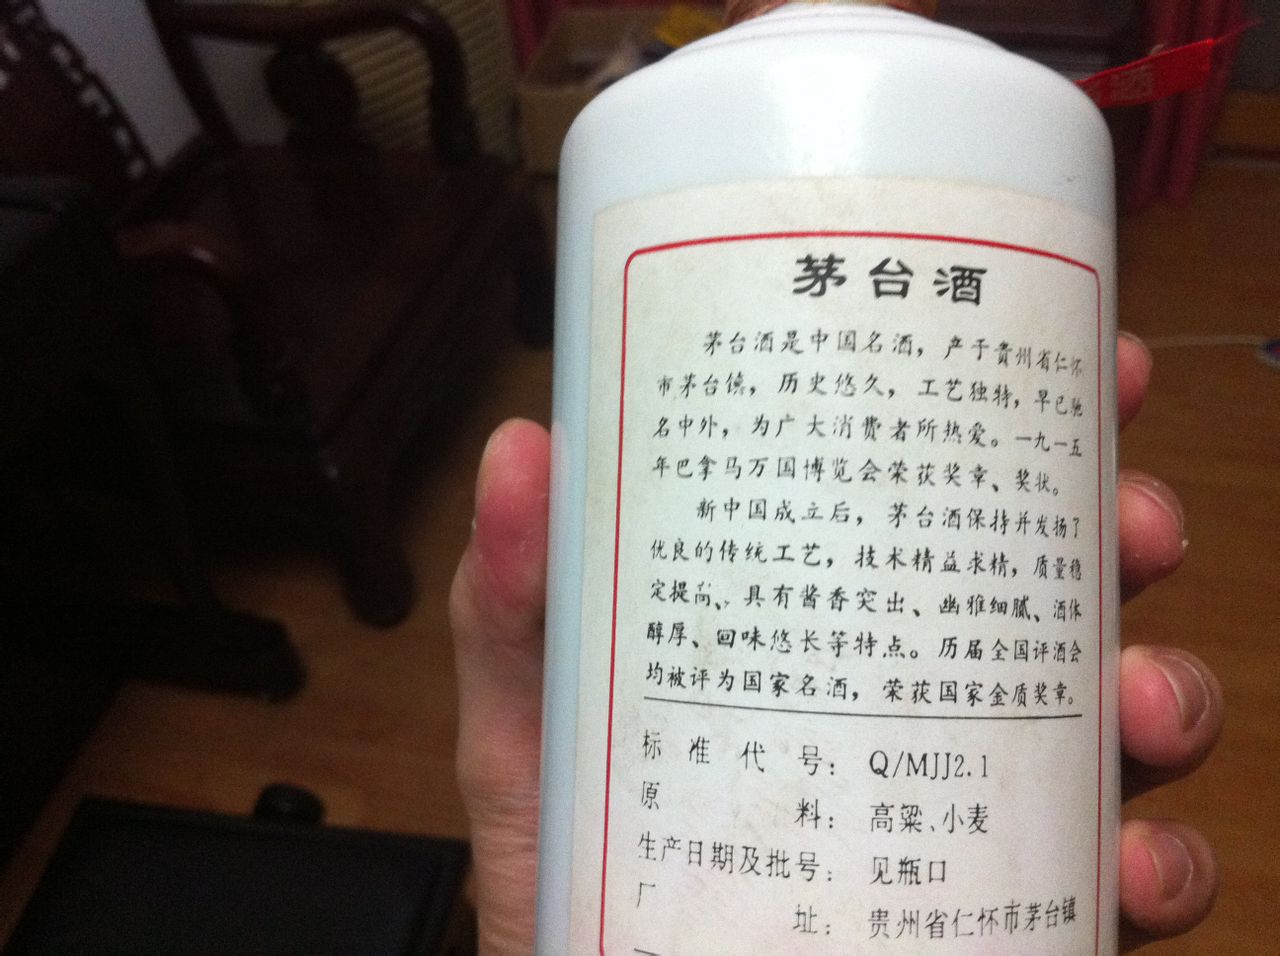 茅台酒
茅台酒是中国名酒，产于贵州省仁怀
市茅台镇，历史悠久，工艺独特，早已驰
名中外，为广大消费者所热爱。一九一五
年巴拿马万国博览会荣获奖章、奖状。
新中国成立后，茅台酒保持并发扬了
优良的传统工艺，技术精益求精，质量稳
定提高、具有酱香突出、幽雅细腻、酒体
醇厚、回味悠长等特点。历届全国评酒会
均被评为国家名酒，荣获国家金质奖章。
标准代号：Q/MJJ2.1
原料：高粱、小麦
生产日期及批号：见瓶口
厂址：贵州省仁怀市茅台镇